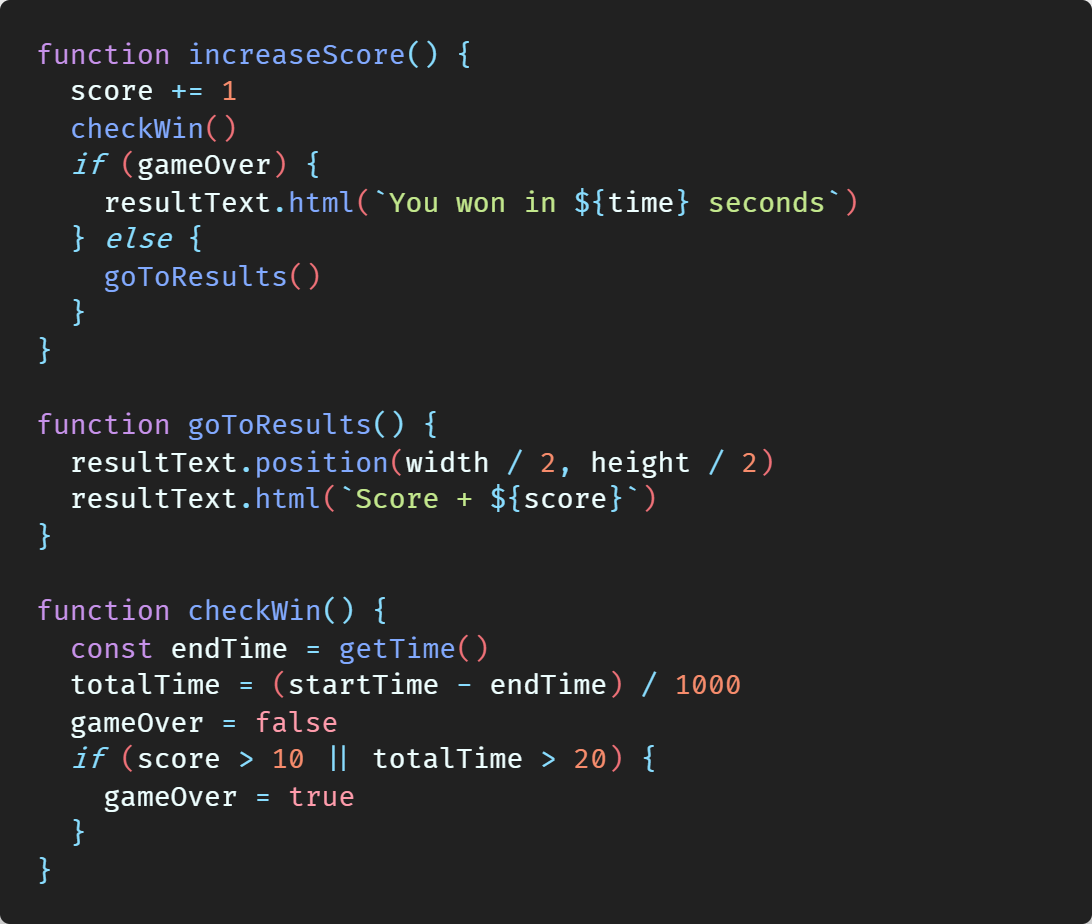 function increaseScore() {
  score += 1
  checkWin()
  if (gameOver) {
    resultText.html(`You won in ${time} seconds`)
  } else {
    goToResults()
  }
}

function goToResults() {
  resultText.position(width / 2, height / 2)
  resultText.html(`Score + ${score}`)
}

function checkWin() {
  const endTime = getTime()
  totalTime = (startTime - endTime) / 1000
  gameOver = false
  if (score > 10 || totalTime > 20) {
    gameOver = true
  }
}